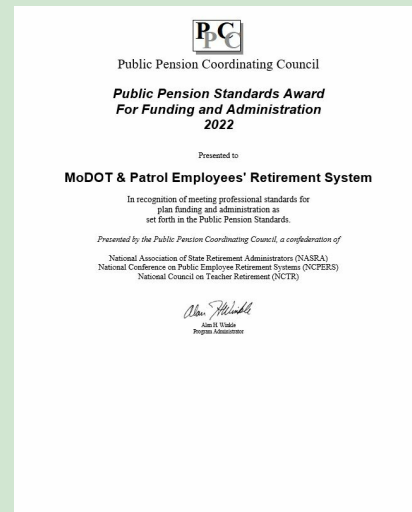 PPCC
Public Pension Coordinating Council
Public Pension Standards Award
For Funding and Administration
2022
Presented to
MoDOT & Patrol Employees' Retirement System
In recognition of meeting professional standards for
plan funding and administration as
set forth in the Public Pension Standards.
Presented by the Public Pension Coordinating Council, a confederation of
National Association of State Retirement Administrators (NASRA)
National Conference on Public Employee Retirement Systems (NCPERS)
National Council on Teacher Retirement (NCTR)
Alan H. Winkle
Alan H. Winkle
Program Administrator